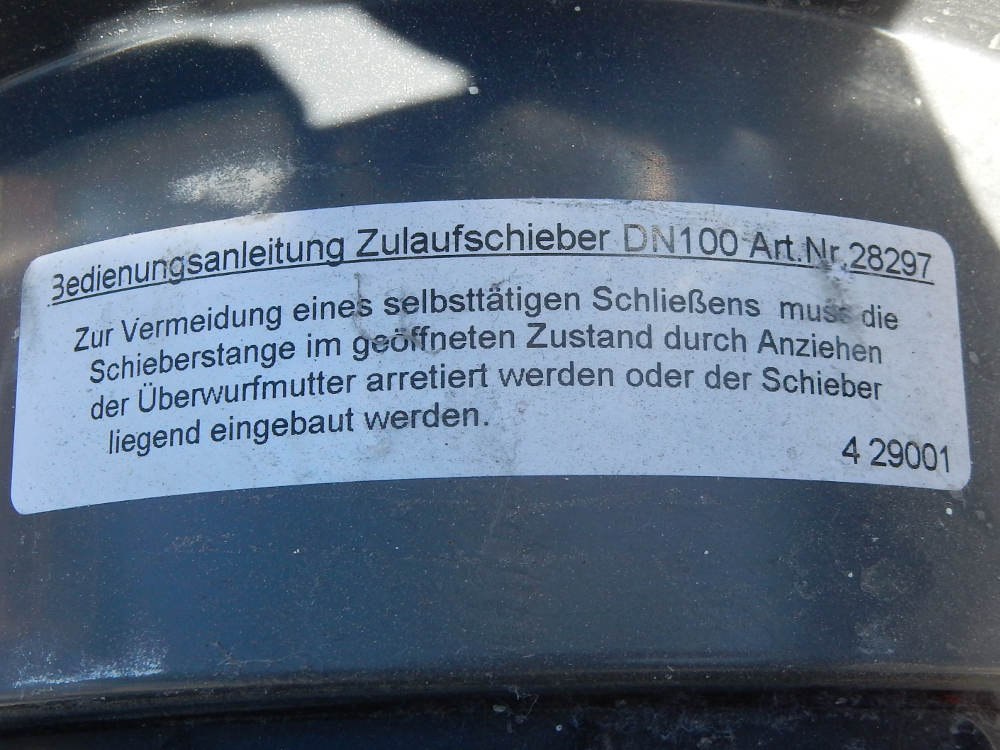 Bedienungsanleitung Zulaufschieber DN100 Art.Nr.28297
Zur Vermeidung eines selbsttätigen Schließens muss die
Schieberstange im geöffneten Zustand durch Anziehen
der Überwurfmutter arretiert werden oder der Schieber
liegend eingebaut werden.
4 29001